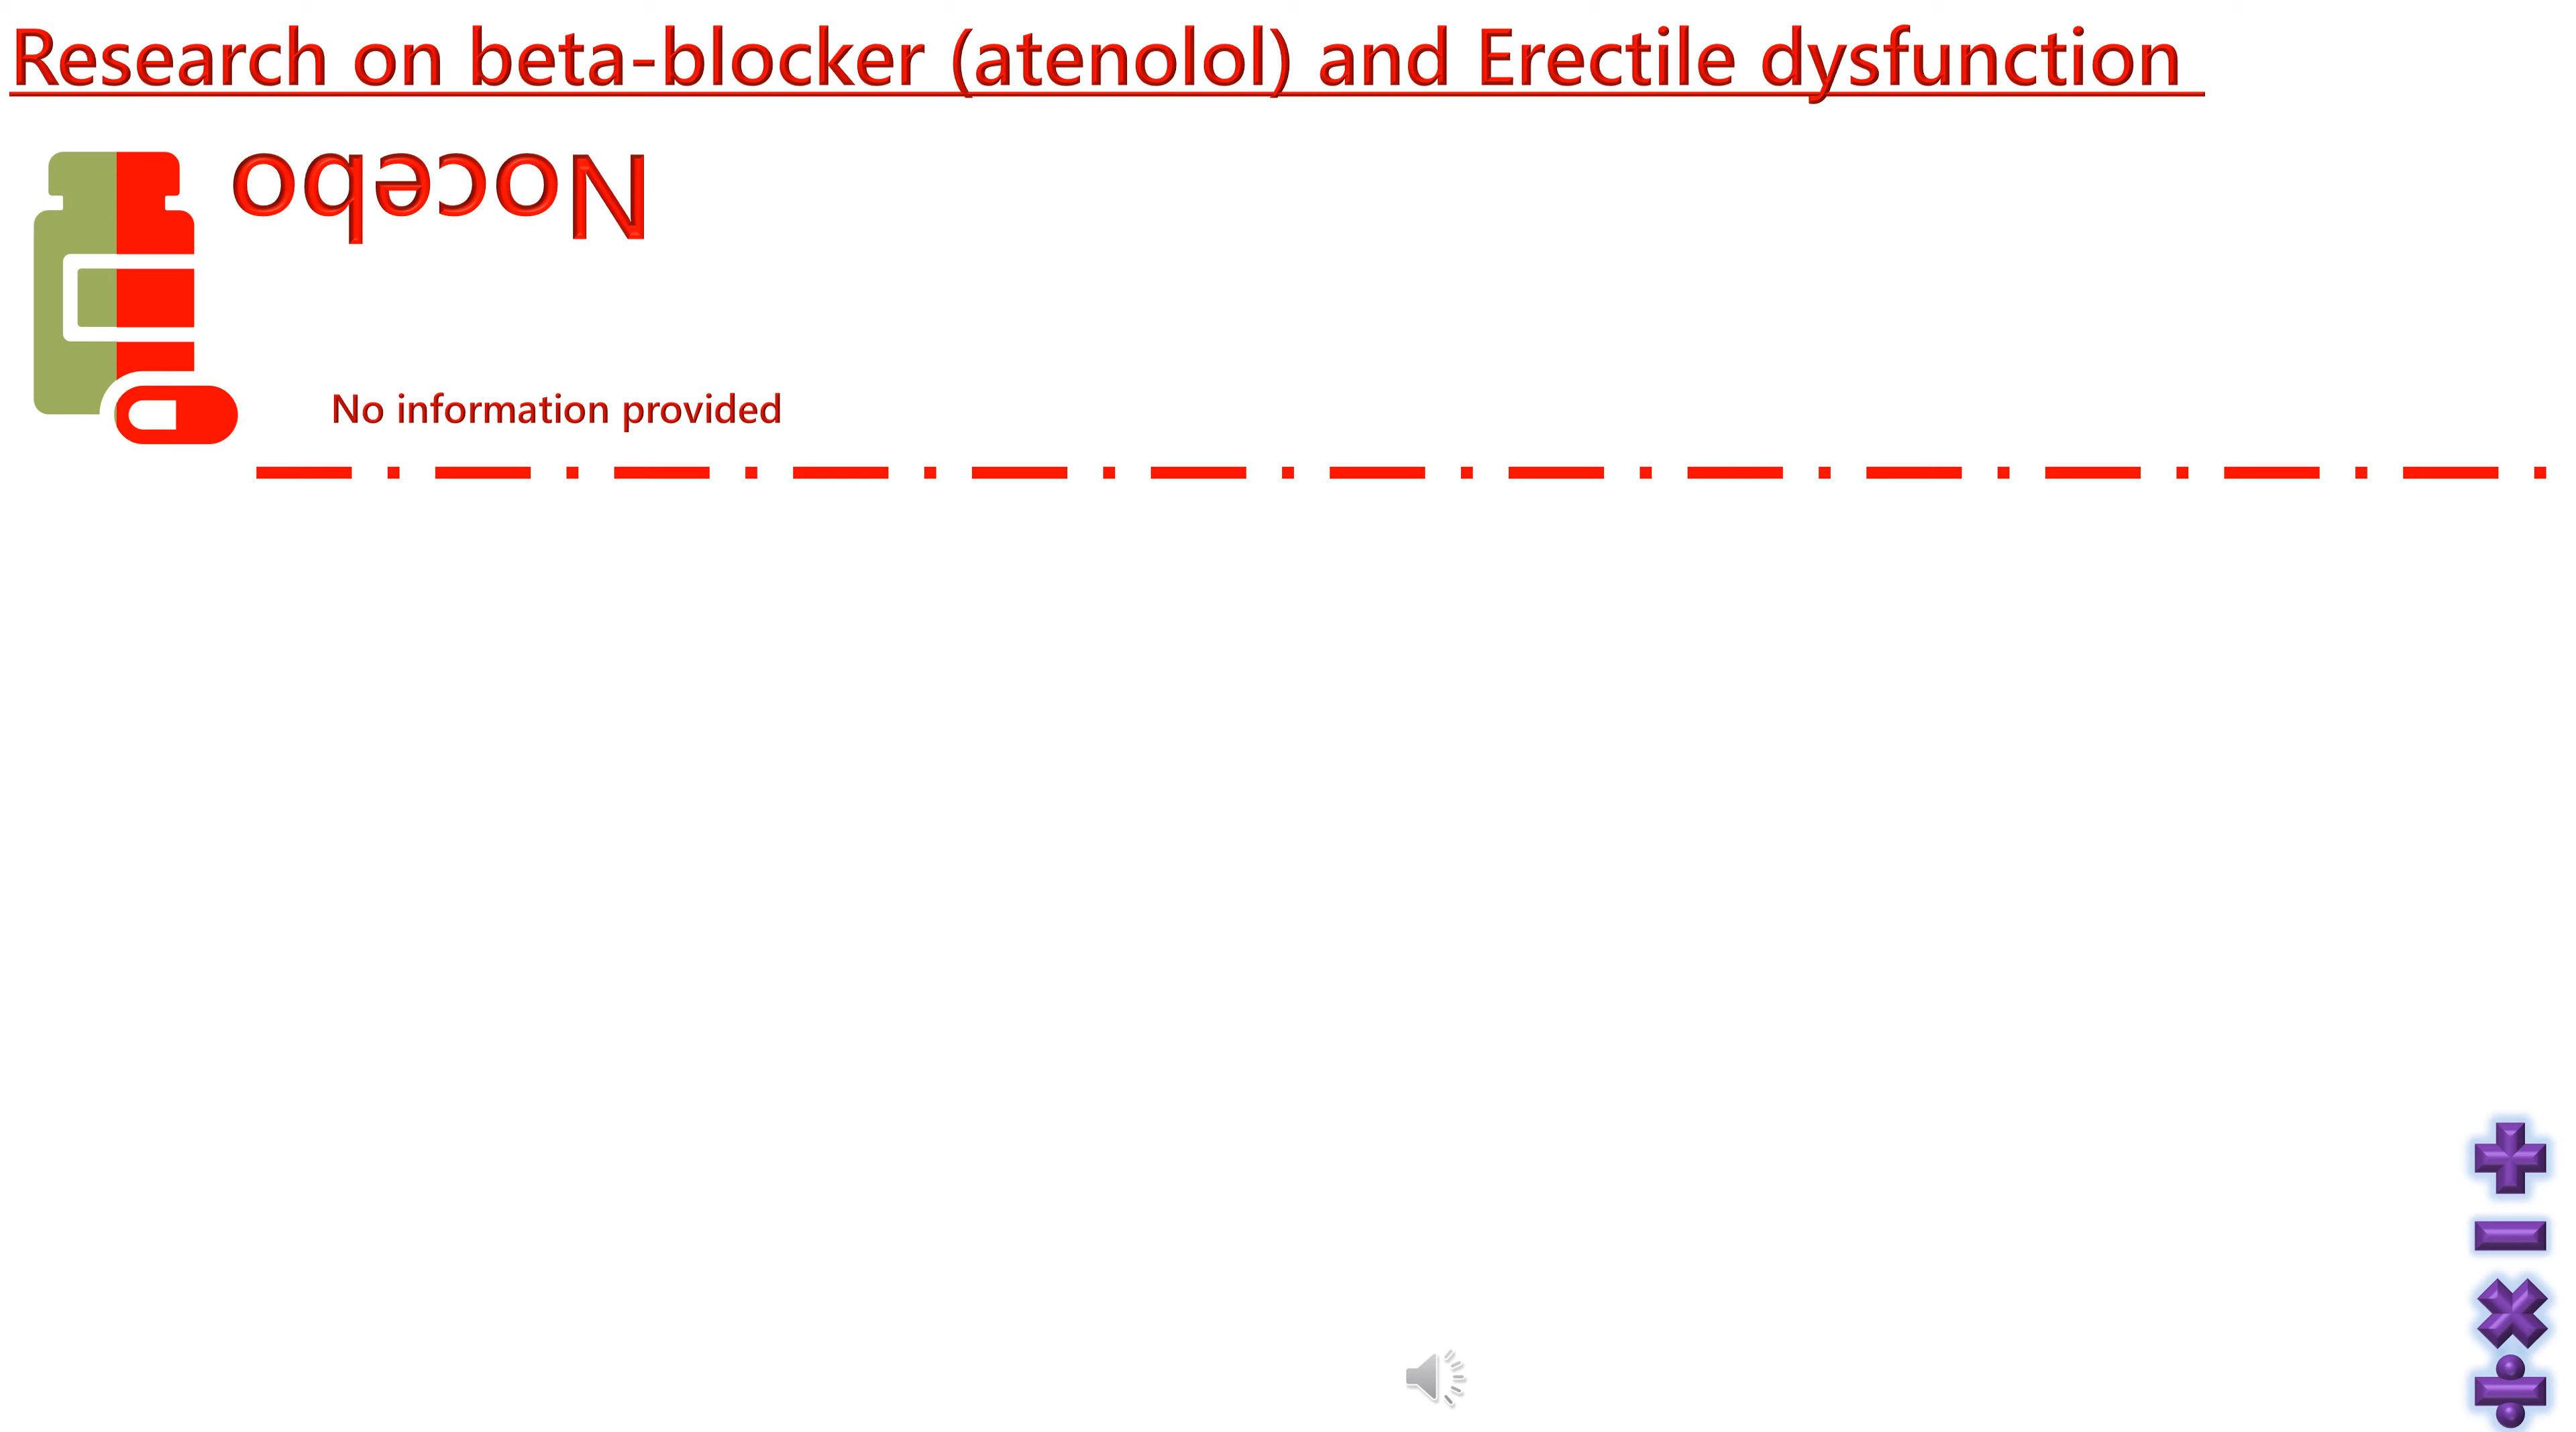 Research on beta-blocker (atenolol) and Erectile dysfunction
Nocebo
No information provided